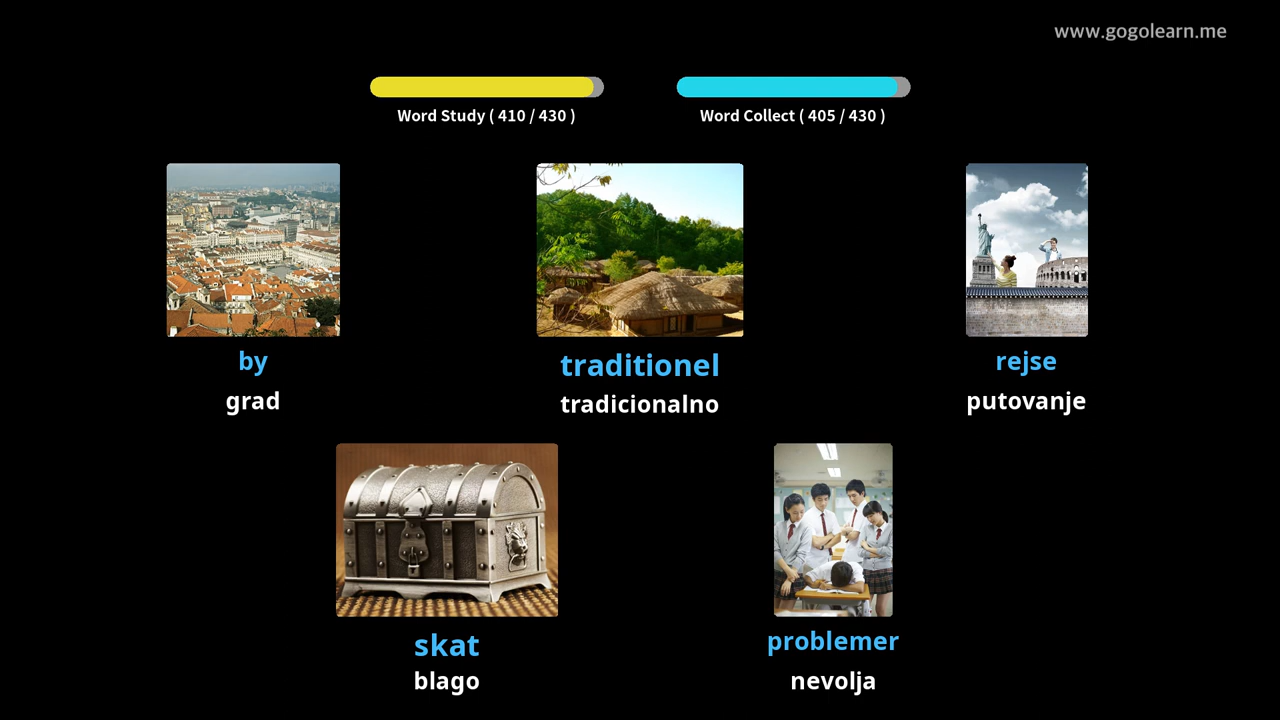 www.gogolearn.me
Word Study ( 410 / 430 )
Word Collect ( 405 / 430 )
by
traditionel
rejse
grad
tradicionalno
putovanje
skat
problemer
blago
nevolja